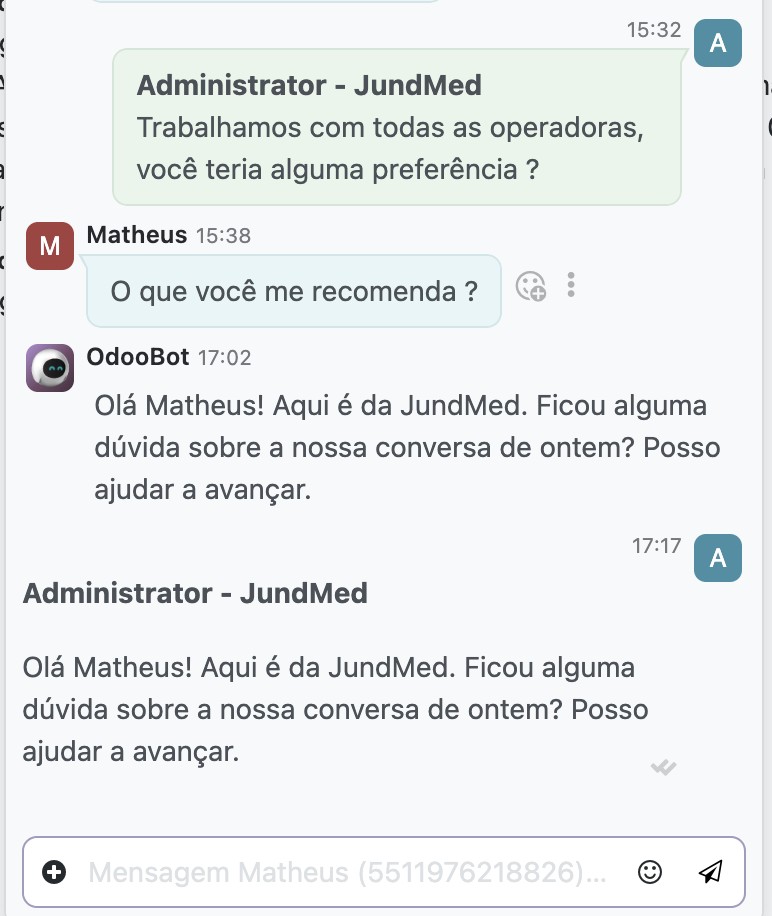 15:32
A
Administrator - JundMed
Trabalhamos com todas as operadoras,
você teria alguma preferência ?
M
Matheus 15:38
O que você me recomenda ?
OdooBot 17:02
Olá Matheus! Aqui é da JundMed. Ficou alguma
dúvida sobre a nossa conversa de ontem? Posso
ajudar a avançar.
17:17
A
Administrator - JundMed
Olá Matheus! Aqui é da JundMed. Ficou alguma
dúvida sobre a nossa conversa de ontem? Posso
ajudar a avançar.
Mensagem Matheus (5511976218826)...